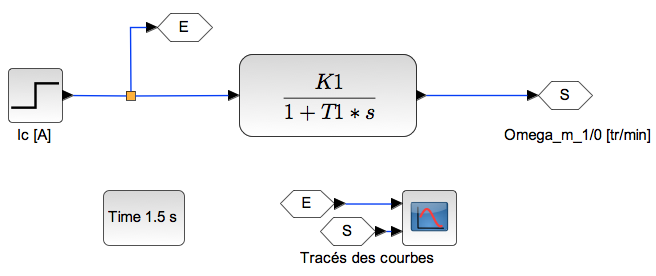 E
K1
1 + T1 * s
S
Ic [A]
Omega_m_1/0 [tr/min]
Time 1.5 s
E
S
Tracés des courbes